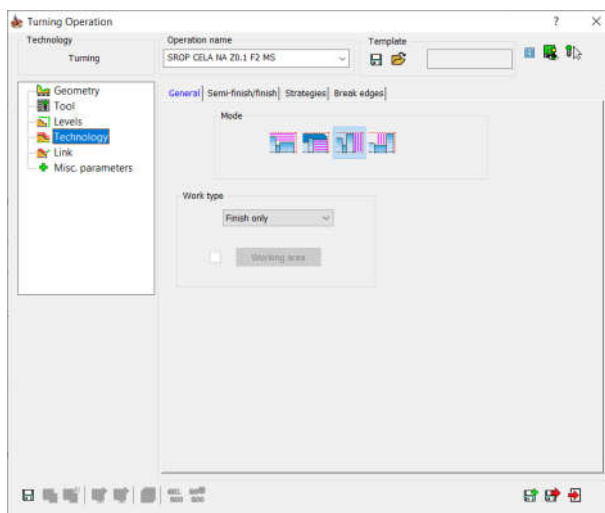 Turning Operation
? X
Technology
Turning
Operation name
SROP CELA NA Z0.1 F2 MS
Template
Geometry
Tool
Levels
Technology
Link
Misc. parameters
General
Semi-finish/finish
Strategies
Break edges
Mode
Work type
Finish only
Working area